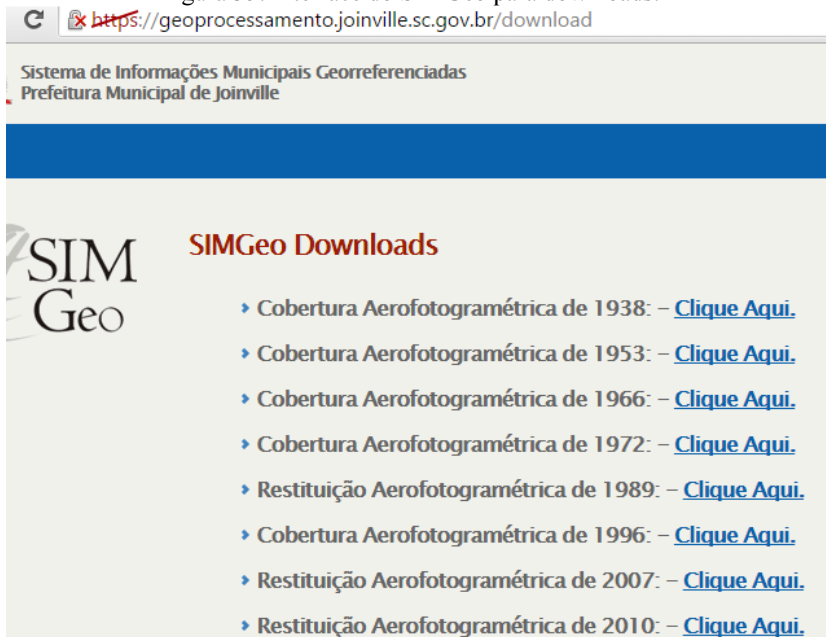 https://geoprocessamento.joinville.sc.gov.br/download
Sistema de Informações Municipais Georreferenciadas
Prefeitura Municipal de Joinville
SIM
Geo
SIMGeo Downloads
Cobertura Aerofotogramétrica de 1938: – Clique Aqui.
Cobertura Aerofotogramétrica de 1953: – Clique Aqui.
Cobertura Aerofotogramétrica de 1966: – Clique Aqui.
Cobertura Aerofotogramétrica de 1972: – Clique Aqui.
Restituição Aerofotogramétrica de 1989: – Clique Aqui.
Cobertura Aerofotogramétrica de 1996: – Clique Aqui.
Restituição Aerofotogramétrica de 2007: – Clique Aqui.
Restituição Aerofotogramétrica de 2010: – Clique Aqui.